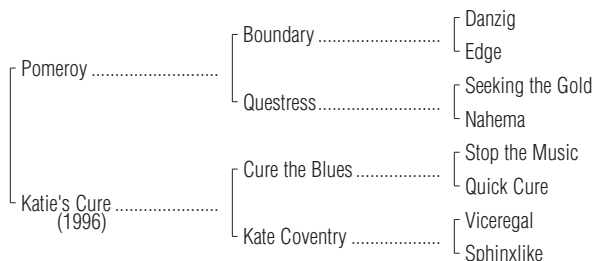 Danzig
Boundary ..........................
Edge
Pomeroy ...........................
Seeking the Gold
Questress..........................
Nahema
Stop the Music
Cure the Blues ..................
Quick Cure
Katie's Cure ......................
(1996)
Viceregal
Kate Coventry ...................
Sphinxlike